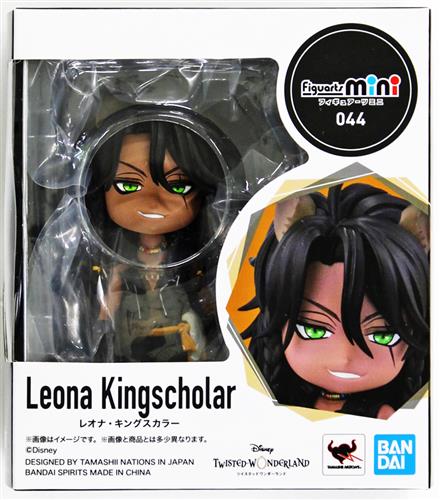 Figuarts mini
フィギュアーツミニ
044
Leona Kingscholar
レオナ・キングスカラー
※画像はイメージです。 ※画像と商品とは多少異なります。
©Disney
DESIGNED BY TAMASHII NATIONS IN JAPAN
BANDAI SPIRITS MADE IN CHINA
Disney
TWISTED-WONDERLAND
ツイステッドワンダーランド
TAMASHII NATIONS
BAN
DAI